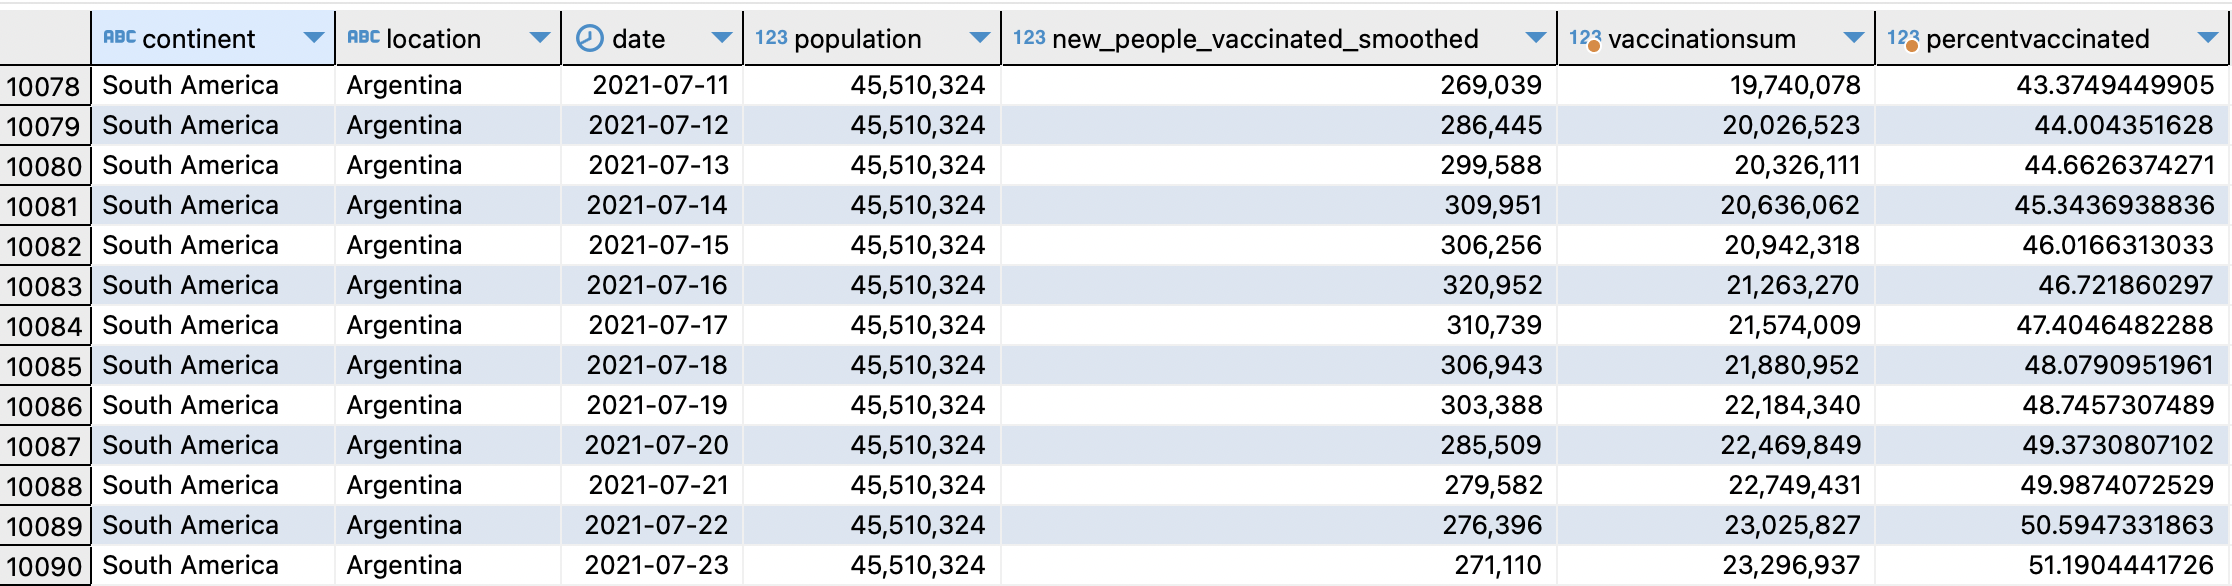 ABC continent ABC location date 123 population 123 new_people_vaccinated_smoothed 123 vaccinationsum 123 percentvaccinated
10078 South America Argentina 2021-07-11 45,510,324 269,039 19,740,078 43.3749449905
10079 South America Argentina 2021-07-12 45,510,324 286,445 20,026,523 44.004351628
10080 South America Argentina 2021-07-13 45,510,324 299,588 20,326,111 44.6626374271
10081 South America Argentina 2021-07-14 45,510,324 309,951 20,636,062 45.3436938836
10082 South America Argentina 2021-07-15 45,510,324 306,256 20,942,318 46.0166313033
10083 South America Argentina 2021-07-16 45,510,324 320,952 21,263,270 46.721860297
10084 South America Argentina 2021-07-17 45,510,324 310,739 21,574,009 47.4046482288
10085 South America Argentina 2021-07-18 45,510,324 306,943 21,880,952 48.0790951961
10086 South America Argentina 2021-07-19 45,510,324 303,388 22,184,340 48.7457307489
10087 South America Argentina 2021-07-20 45,510,324 285,509 22,469,849 49.3730807102
10088 South America Argentina 2021-07-21 45,510,324 279,582 22,749,431 49.9874072529
10089 South America Argentina 2021-07-22 45,510,324 276,396 23,025,827 50.5947331863
10090 South America Argentina 2021-07-23 45,510,324 271,110 23,296,937 51.1904441726